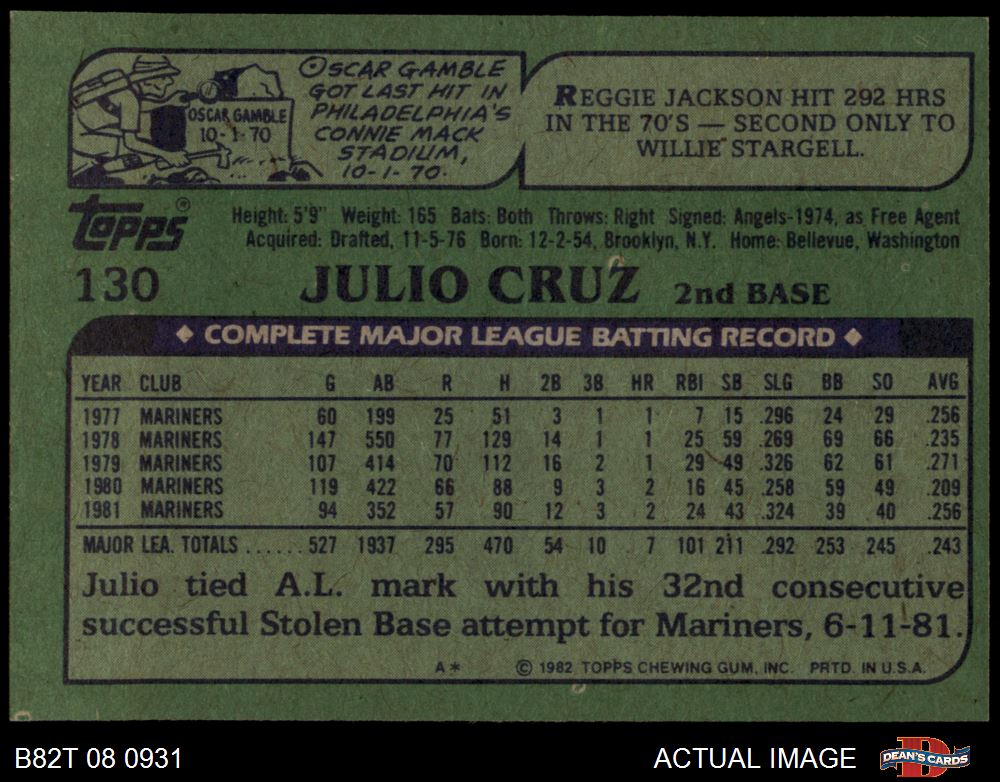 OSCAR GAMBLE
GOT LAST HIT IN
PHILADELPHIA'S
CONNIE MACK
STADIUM,
10-1-70.
OSCAR GAMBLE
10-1-70
REGGIE JACKSON HIT 292 HRS
IN THE 70'S — SECOND ONLY TO
WILLIE STARGELL.
Topps®
Height: 5'9" Weight: 165 Bats: Both Throws: Right Signed: Angels-1974, as Free Agent
Acquired: Drafted, 11-5-76 Born: 12-2-54, Brooklyn, N.Y. Home: Bellevue, Washington
130 JULIO CRUZ 2nd BASE
◆ COMPLETE MAJOR LEAGUE BATTING RECORD ◆
YEAR CLUB G AB R H 2B 3B HR RBI SB SLG BB SO AVG
1977 MARINERS 60 199 25 51 3 1 1 7 15 .296 24 29 .256
1978 MARINERS 147 550 77 129 14 1 1 25 59 .269 69 66 .235
1979 MARINERS 107 414 70 112 16 2 1 29 49 .326 62 61 .271
1980 MARINERS 119 422 66 88 9 3 2 16 45 .258 59 49 .209
1981 MARINERS 94 352 57 90 12 3 2 24 43 .324 39 40 .256
MAJOR LEA. TOTALS ...... 527 1937 295 470 54 10 7 101 211 .292 253 245 .243
Julio tied A.L. mark with his 32nd consecutive
successful Stolen Base attempt for Mariners, 6-11-81.
A* © 1982 TOPPS CHEWING GUM, INC. PRTD. IN U.S.A.
B82T 08 0931 ACTUAL IMAGE DEAN'S CARDS